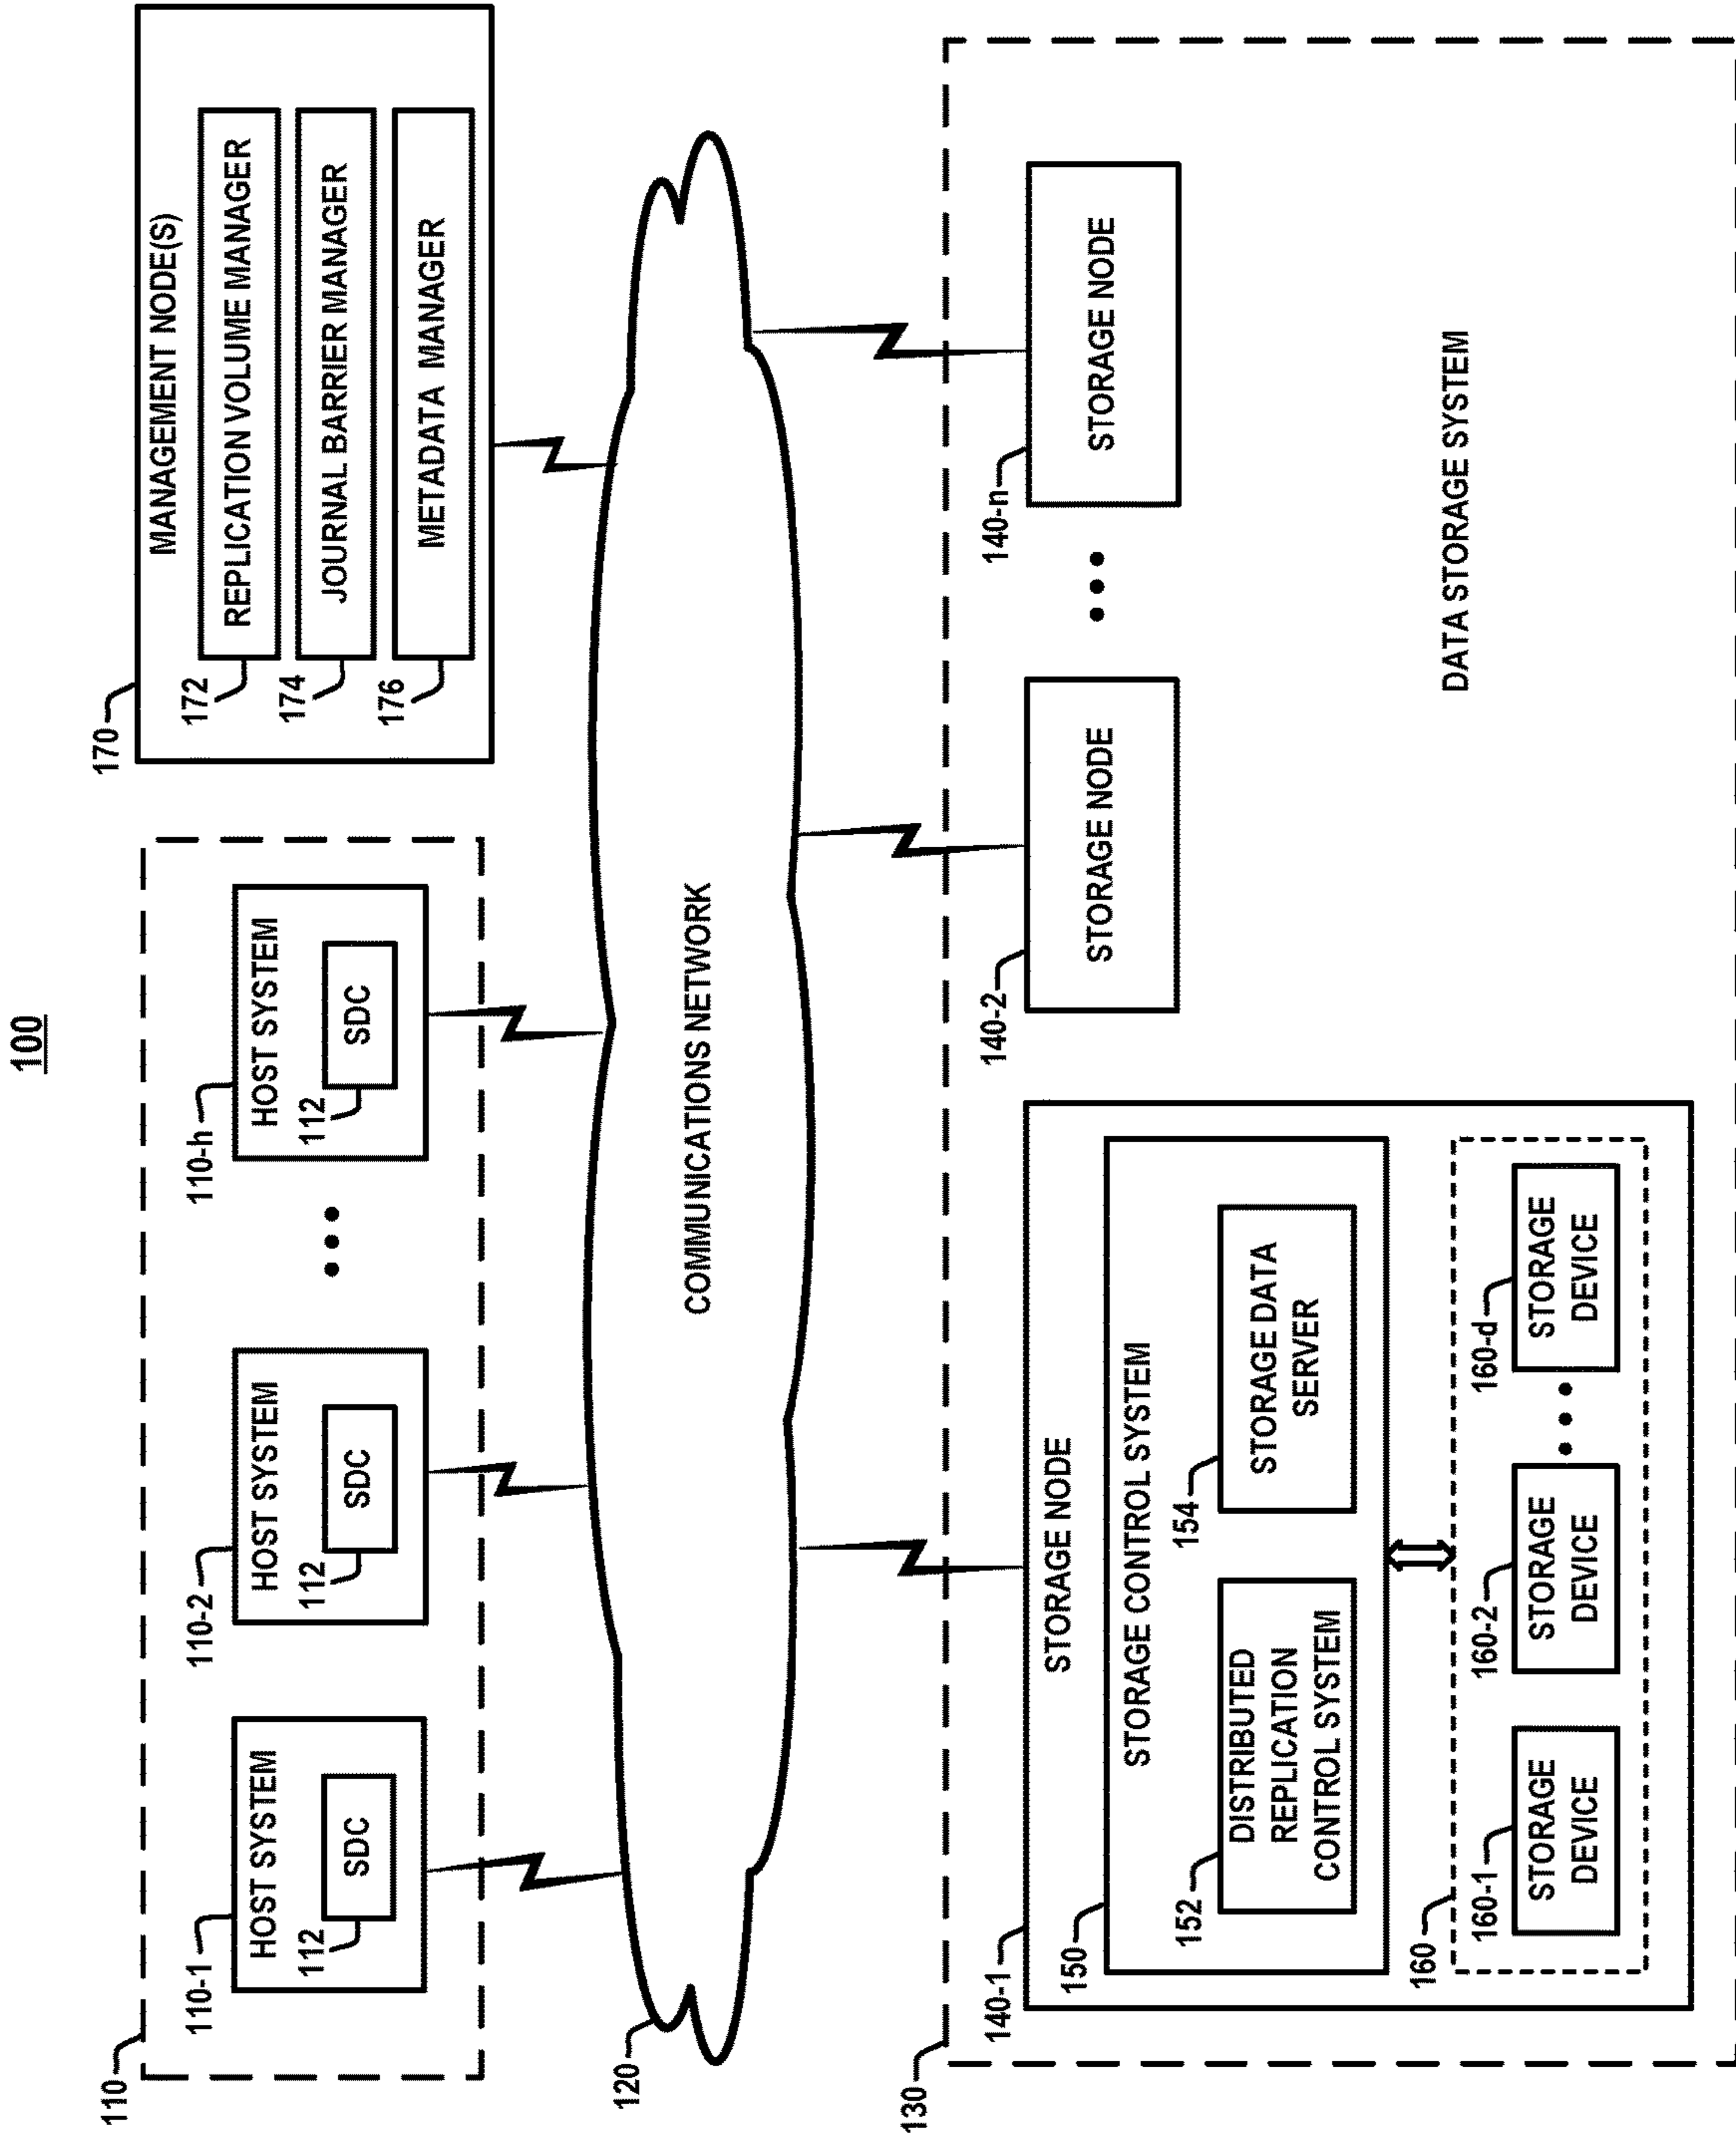 100
110
110-1
HOST SYSTEM
112
SDC
110-2
HOST SYSTEM
112
SDC
•••
110-h
HOST SYSTEM
112
SDC
170
MANAGEMENT NODE(S)
172
REPLICATION VOLUME MANAGER
174
JOURNAL BARRIER MANAGER
176
METADATA MANAGER
120
COMMUNICATIONS NETWORK
130
140-1
STORAGE NODE
150
STORAGE CONTROL SYSTEM
152
DISTRIBUTED
REPLICATION
CONTROL SYSTEM
154
STORAGE DATA
SERVER
160
160-1
STORAGE
DEVICE
160-2
STORAGE
DEVICE
•••
160-d
STORAGE
DEVICE
140-2
STORAGE NODE
•••
140-n
STORAGE NODE
DATA STORAGE SYSTEM